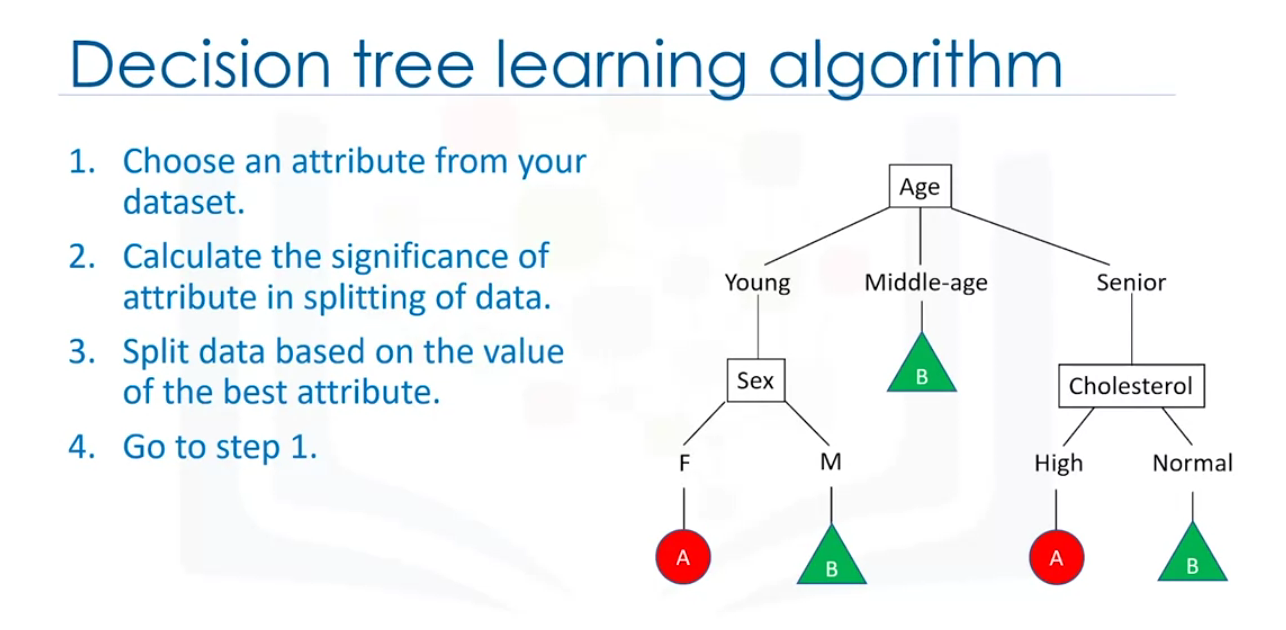 Decision tree learning algorithm
1. Choose an attribute from your
dataset.
2. Calculate the significance of
attribute in splitting of data.
3. Split data based on the value
of the best attribute.
4. Go to step 1.
Age
Young Middle-age Senior
Sex B Cholesterol
F M High Normal
A B A B